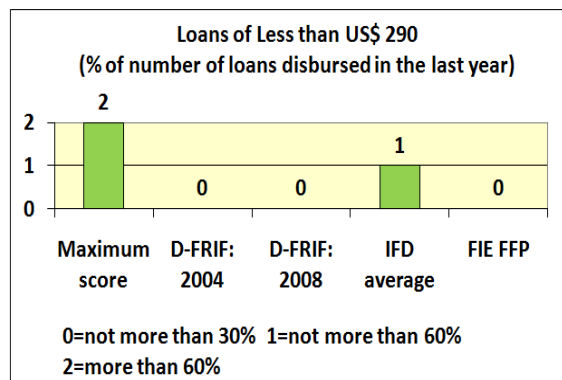 Loans of Less than US$ 290
(% of number of loans disbursed in the last year)
2
2
1
1
0 0 0
0
Maximum score
D-FRIF: 2004
D-FRIF: 2008
IFD average
FIE FFP
0=not more than 30% 1=not more than 60%
2=more than 60%